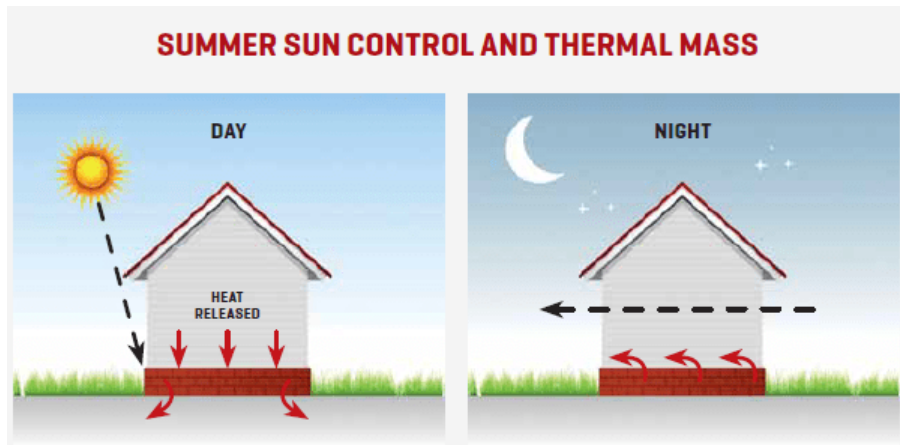 SUMMER SUN CONTROL AND THERMAL MASS
DAY
HEAT
RELEASED
NIGHT